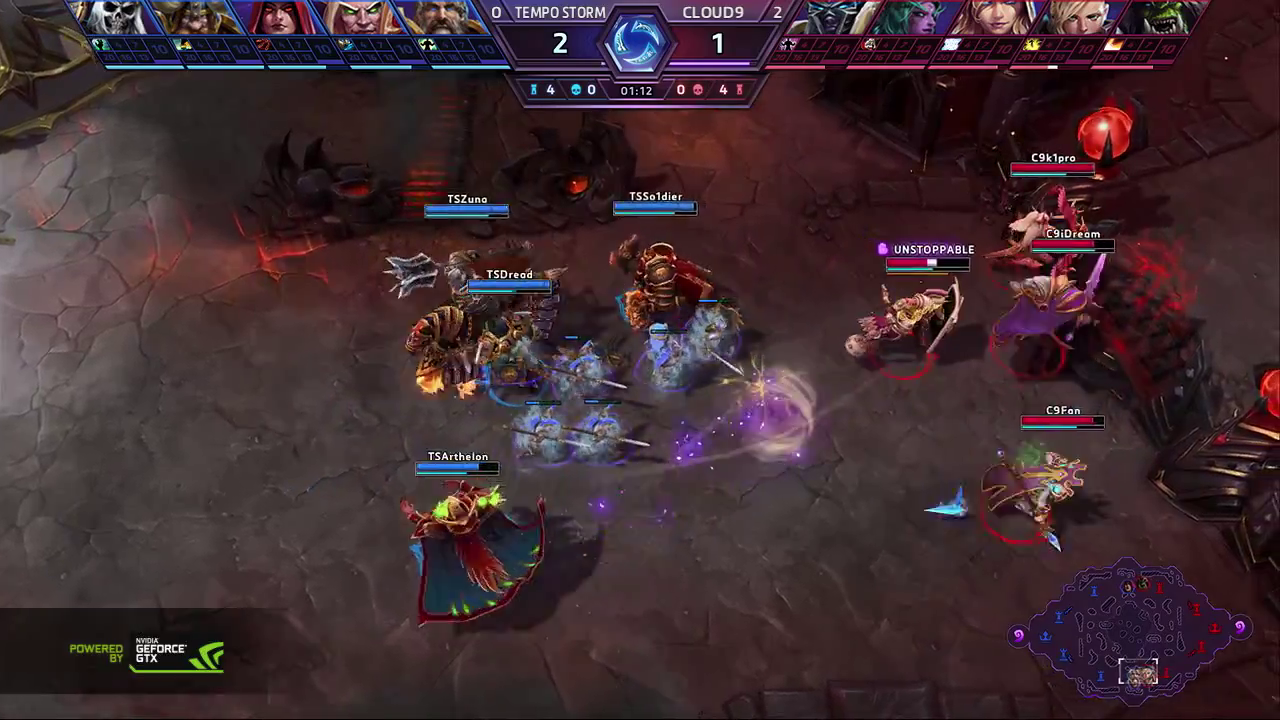 0 TEMPO STORM CLOUD9 2
2 1
4 0 01:12 0 4
C9k1pro
TSZuna TSSo1dier
C9iDream
UNSTOPPABLE
TSDread
C9Fan
TSArthelon
POWERED BY
NVIDIA
GEFORCE
GTX